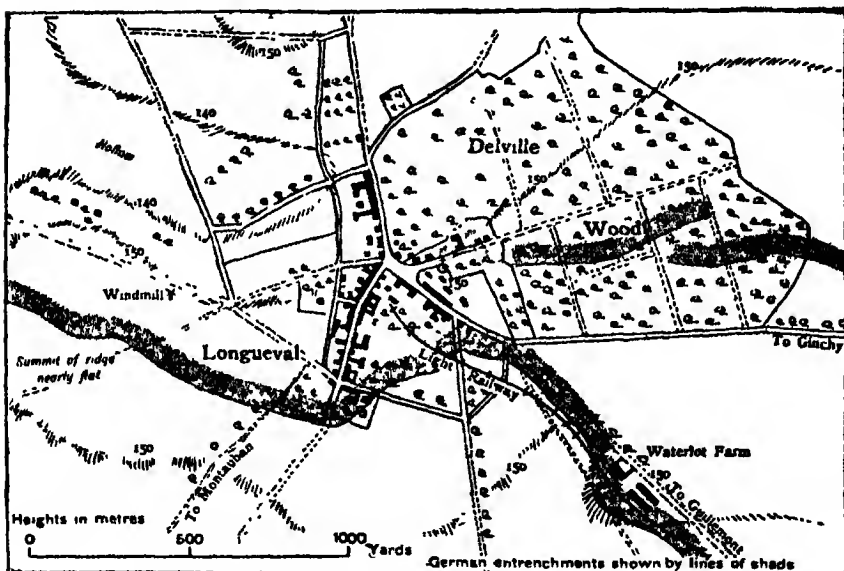 150
150
140
Hollow
140
150
Delville
150
Wood
150
Windmill
Longueval
Summit of ridge
nearly flat
Light Railway
To Ginchy
150
To Montauban
150
Waterlot Farm
150
To Guillemont
Heights in metres
0 500 1000
Yards
German entrenchments shown by lines of shade